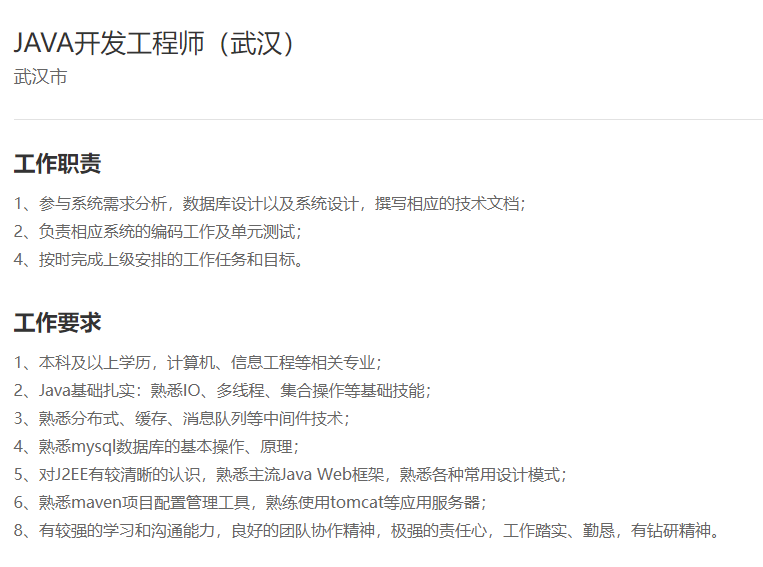 JAVA开发工程师（武汉）
武汉市
工作职责
1、参与系统需求分析，数据库设计以及系统设计，撰写相应的技术文档；
2、负责相应系统的编码工作及单元测试；
4、按时完成上级安排的工作任务和目标。
工作要求
1、本科及以上学历，计算机、信息工程等相关专业；
2、Java基础扎实：熟悉IO、多线程、集合操作等基础技能；
3、熟悉分布式、缓存、消息队列等中间件技术；
4、熟悉mysql数据库的基本操作、原理；
5、对J2EE有较清晰的认识，熟悉主流Java Web框架，熟悉各种常用设计模式；
6、熟悉maven项目配置管理工具，熟练使用tomcat等应用服务器；
8、有较强的学习和沟通能力，良好的团队协作精神，极强的责任心，工作踏实、勤恳，有钻研精神。